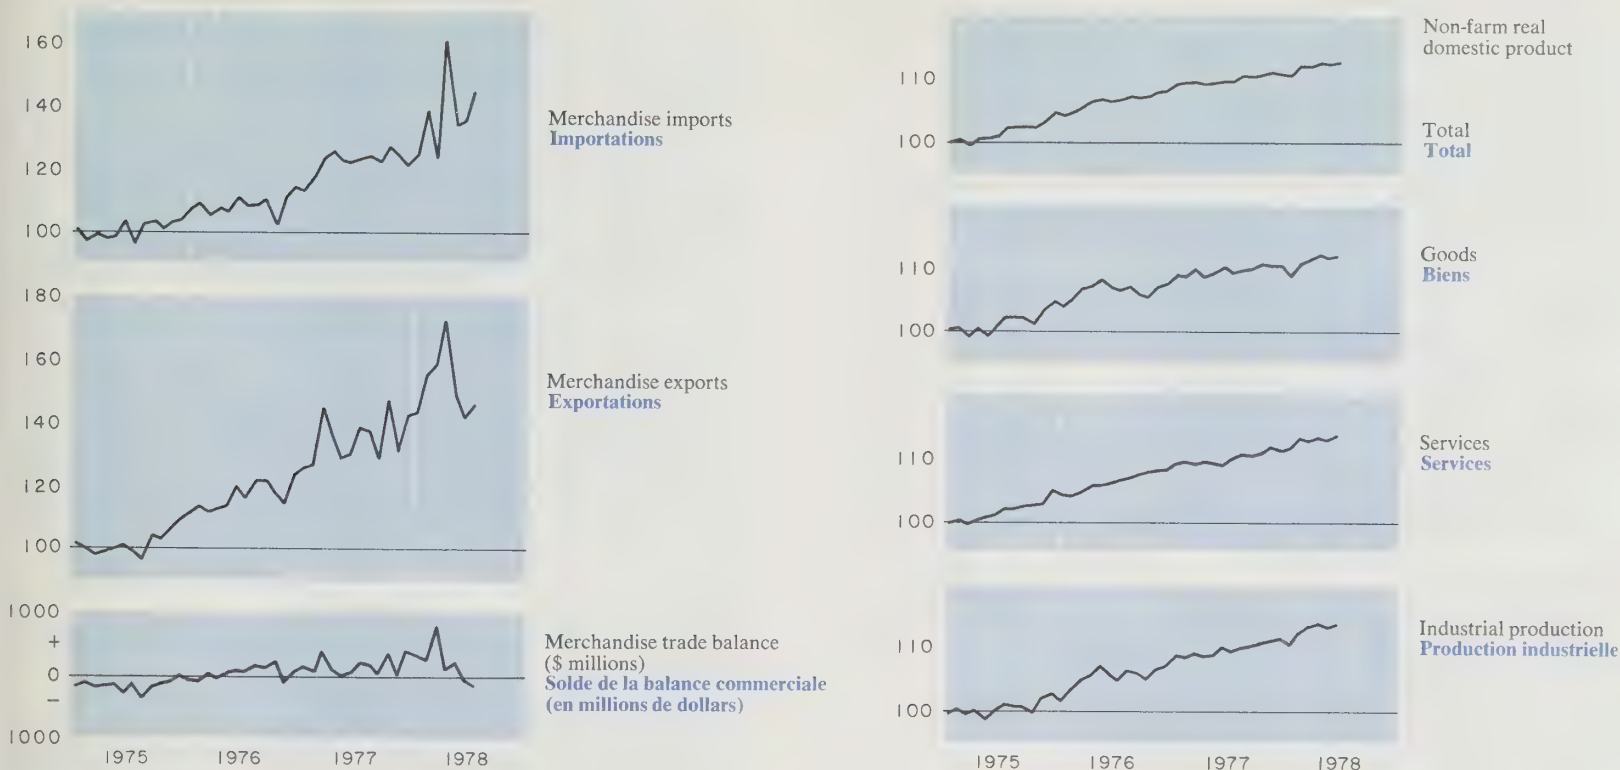 160
140
120
100
Merchandise imports
Importations
180
160
140
120
100
Merchandise exports
Exportations
1000
+
0
−
1000
Merchandise trade balance
($ millions)
Solde de la balance commerciale
(en millions de dollars)
1975 1976 1977 1978
Non-farm real
domestic product
110
100
Total
Total
110
100
Goods
Biens
110
100
Services
Services
110
100
Industrial production
Production industrielle
1975 1976 1977 1978